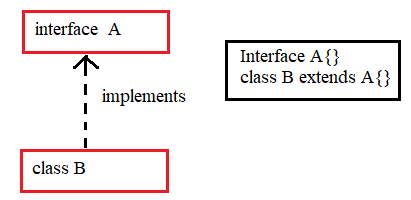 interface A
implements
class B
Interface A{}
class B extends A{}